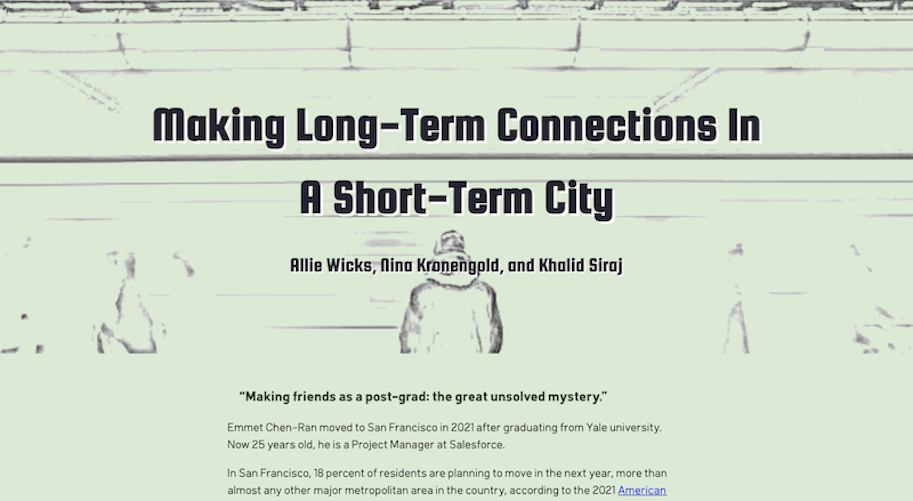 Making Long-Term Connections In
A Short-Term City
Allie Wicks, Nina Kronengold, and Khalid Siraj
“Making friends as a post-grad: the great unsolved mystery.”
Emmet Chen-Ran moved to San Francisco in 2021 after graduating from Yale university.
Now 25 years old, he is a Project Manager at Salesforce.
In San Francisco, 18 percent of residents are planning to move in the next year, more than
almost any other major metropolitan area in the country, according to the 2021 American